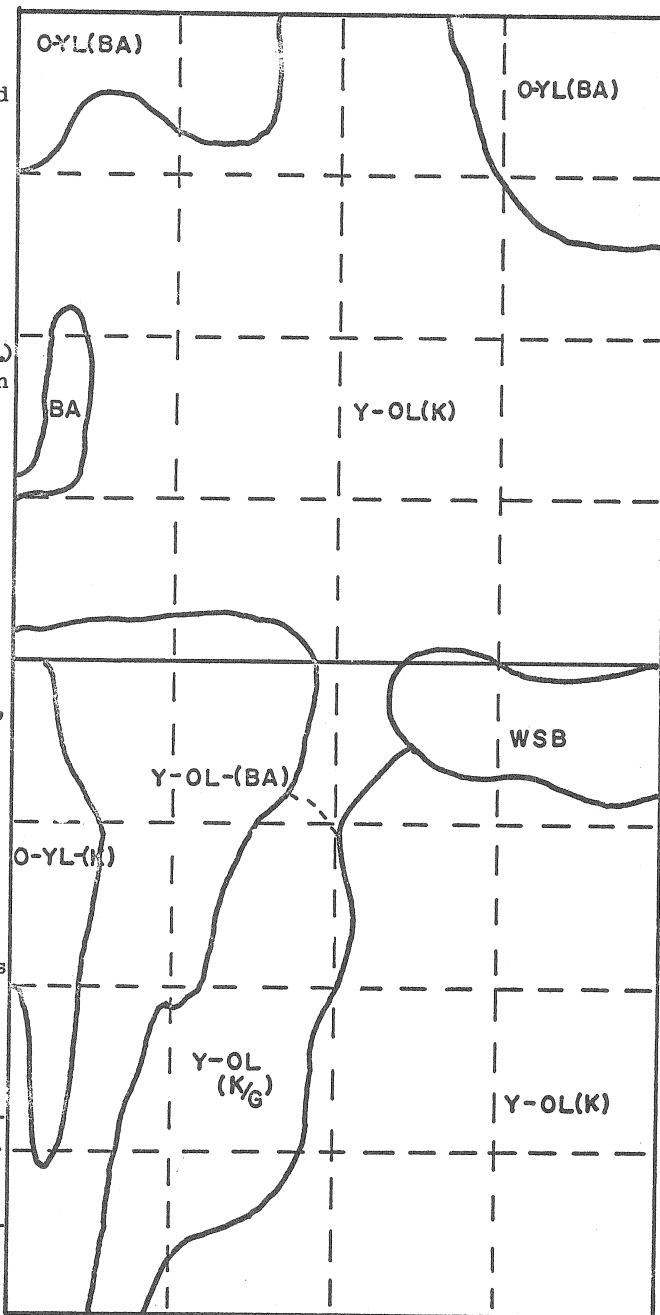 O-YL(BA)
O-YL(BA)
d
n
BA
Y-OL(K)
,
WSB
Y-OL-(BA)
O-YL-(K)
s
Y-OL
(K/G)
Y-OL(K)